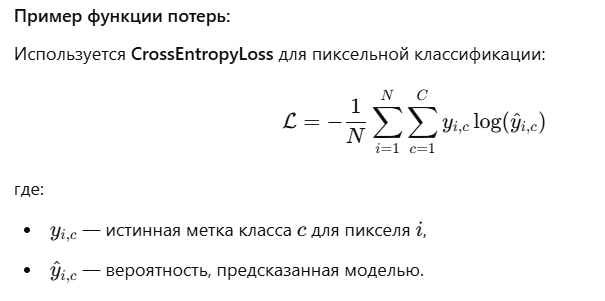 Пример функции потерь:
Используется CrossEntropyLoss для пиксельной классификации:
$\mathcal{L} = -\frac{1}{N} \sum_{i=1}^{N} \sum_{c=1}^{C} y_{i,c} \log(\hat{y}_{i,c})$
где:
• $y_{i,c}$ — истинная метка класса $c$ для пикселя $i$,
• $\hat{y}_{i,c}$ — вероятность, предсказанная моделью.